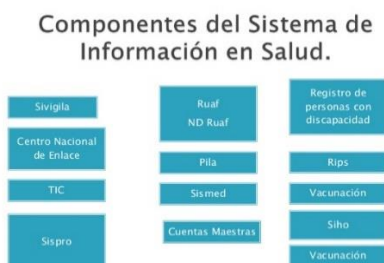 Componentes del Sistema de
Información en Salud.
Sivigila
Centro Nacional
de Enlace
TIC
Sispro
Ruaf
ND Ruaf
Pila
Sismed
Cuentas Maestras
Registro de
personas con
discapacidad
Rips
Vacunación
Siho
Vacunación